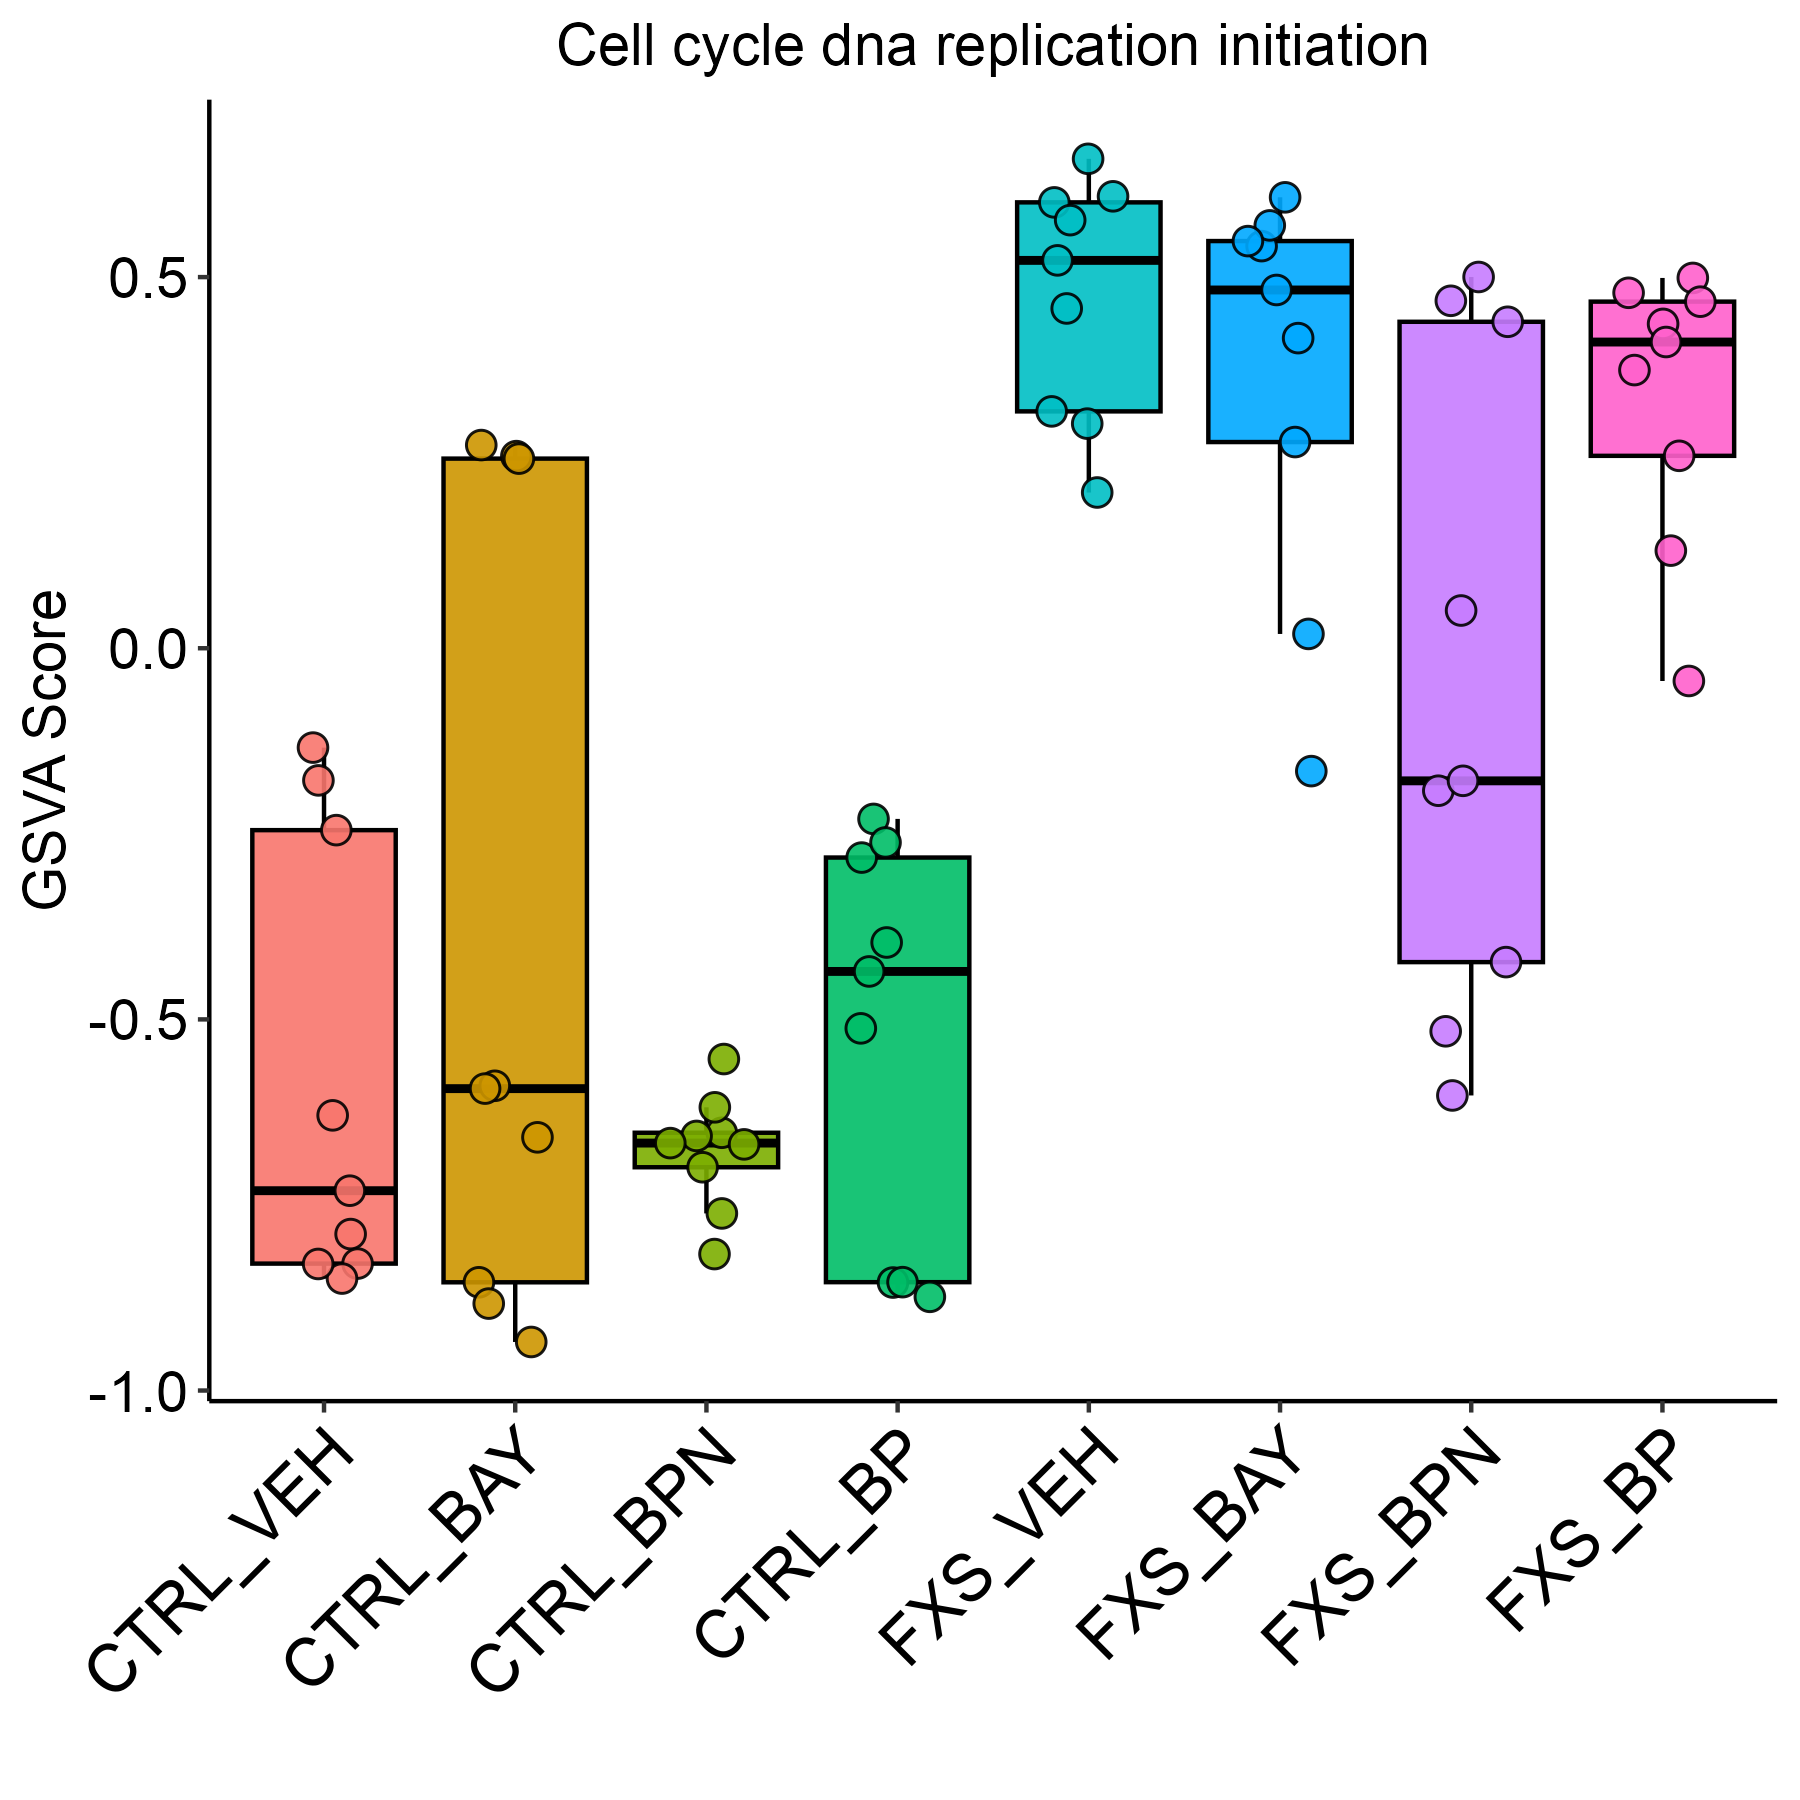 Cell cycle dna replication initiation
GSVA Score
0.5
0.0
-0.5
-1.0
CTRL_VEH
CTRL_BAY
CTRL_BPN
CTRL_BP
FXS_VEH
FXS_BAY
FXS_BPN
FXS_BP